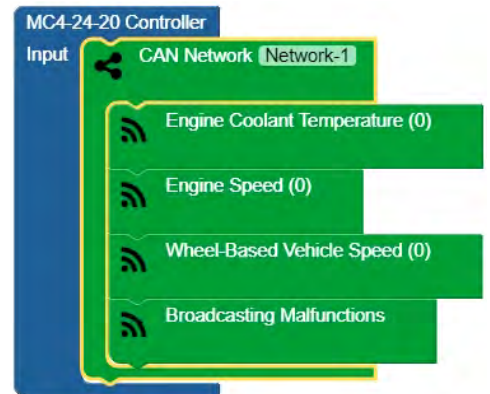 MC4-24-20 Controller
Input CAN Network Network-1
Engine Coolant Temperature (0)
Engine Speed (0)
Wheel-Based Vehicle Speed (0)
Broadcasting Malfunctions